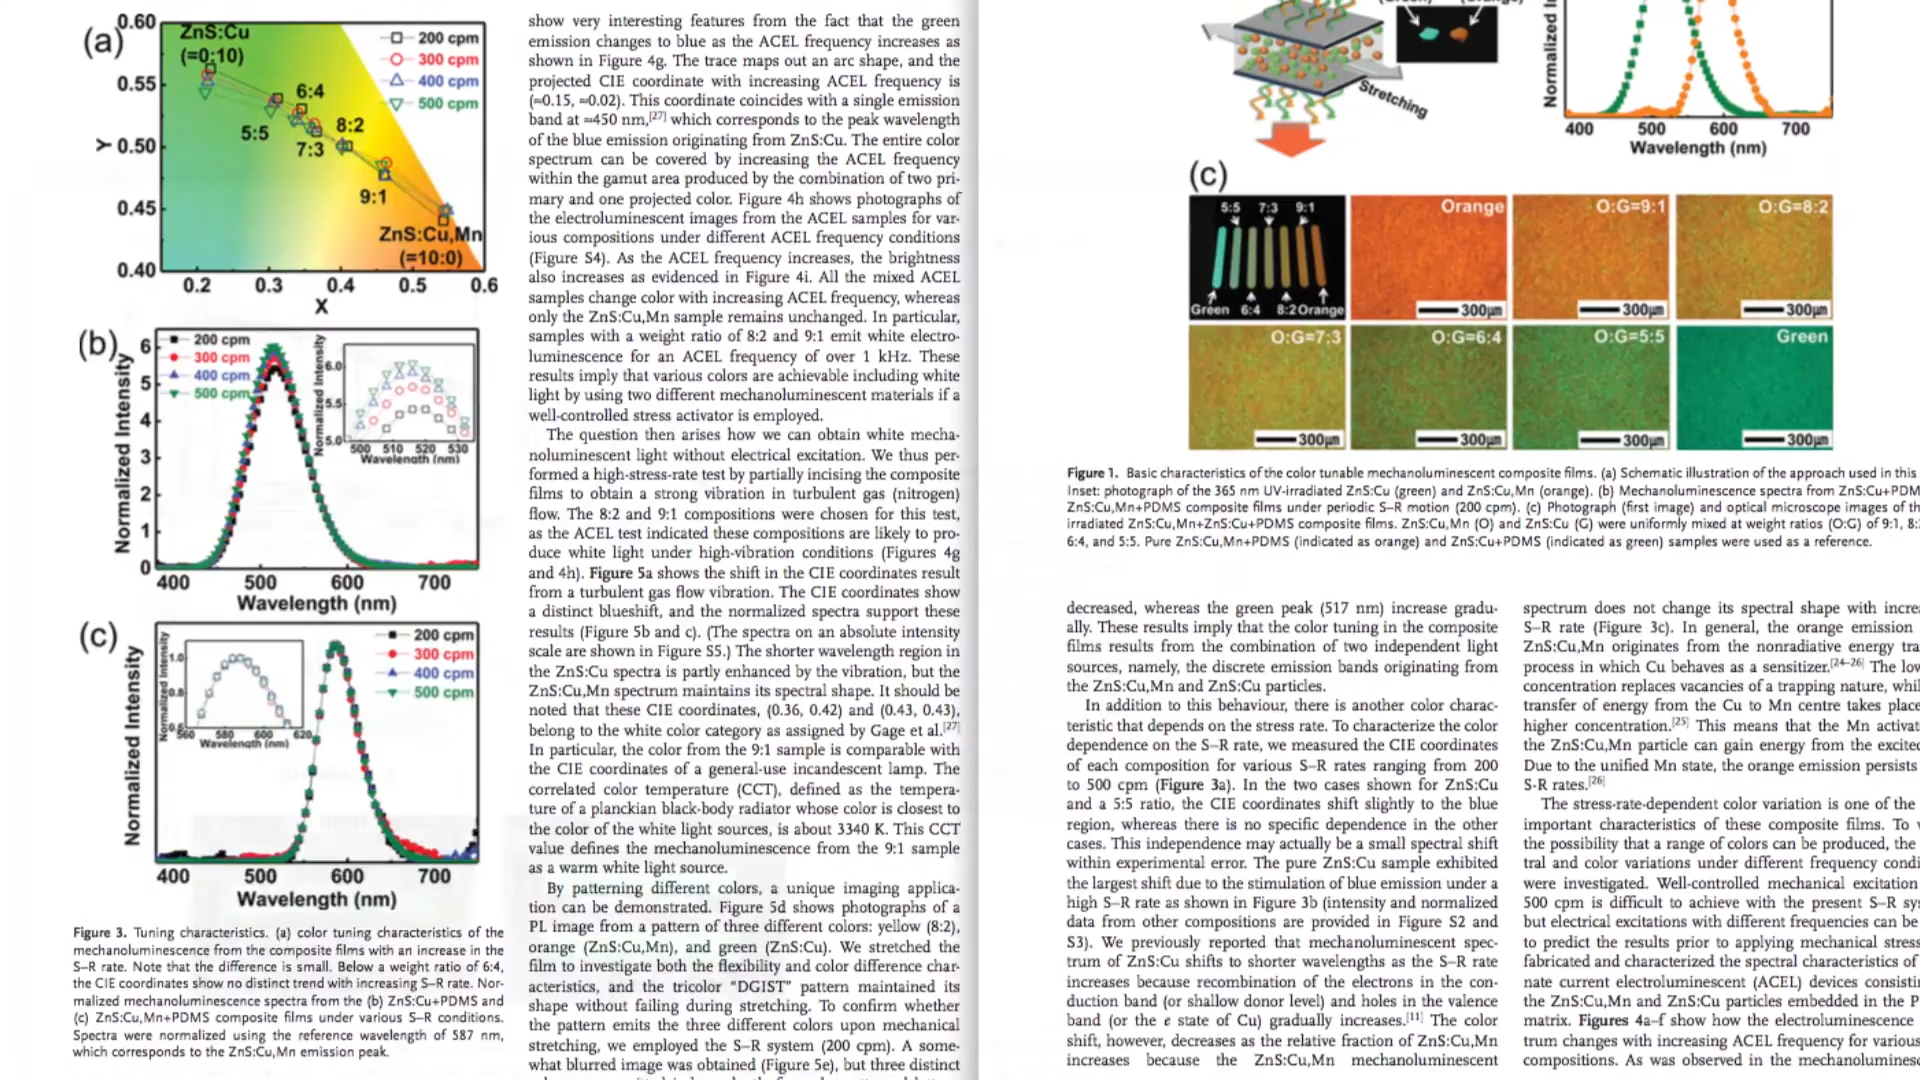 (a)
0.60
0.55
0.50
0.45
0.40
Y
ZnS:Cu
(=0:10)
6:4
5:5
7:3
8:2
9:1
ZnS:Cu,Mn
(=10:0)
200 cpm
300 cpm
400 cpm
500 cpm
0.2 0.3 0.4 0.5 0.6
X
(b)
Normalized Intensity
6
5
4
3
2
1
0
200 cpm
300 cpm
400 cpm
500 cpm
Normalized Intensity
6.0
5.5
5.0
500 510 520 530
Wavelength (nm)
400 500 600 700
Wavelength (nm)
(c)
Normalized Intensity
200 cpm
300 cpm
400 cpm
500 cpm
Normalized Intensity
1.0
0.8
0.6
560 580 600 620
Wavelength (nm)
400 500 600 700
Wavelength (nm)
Figure 3. Tuning characteristics. (a) color tuning characteristics of the
mechanoluminescence from the composite films with an increase in the
S–R rate. Note that the difference is small. Below a weight ratio of 6:4,
the CIE coordinates show no distinct trend with increasing S–R rate. Nor-
malized mechanoluminescence spectra from the (b) ZnS:Cu+PDMS and
(c) ZnS:Cu,Mn+PDMS composite films under various S–R conditions.
Spectra were normalized using the reference wavelength of 587 nm,
which corresponds to the ZnS:Cu,Mn emission peak.
show very interesting features from the fact that the green
emission changes to blue as the ACEL frequency increases as
shown in Figure 4g. The trace maps out an arc shape, and the
projected CIE coordinate with increasing ACEL frequency is
(≈0.15, ≈0.02). This coordinate coincides with a single emission
band at ≈450 nm,[27] which corresponds to the peak wavelength
of the blue emission originating from ZnS:Cu. The entire color
spectrum can be covered by increasing the ACEL frequency
within the gamut area produced by the combination of two pri-
mary and one projected color. Figure 4h shows photographs of
the electroluminescent images from the ACEL samples for var-
ious compositions under different ACEL frequency conditions
(Figure S4). As the ACEL frequency increases, the brightness
also increases as evidenced in Figure 4i. All the mixed ACEL
samples change color with increasing ACEL frequency, whereas
only the ZnS:Cu,Mn sample remains unchanged. In particular,
samples with a weight ratio of 8:2 and 9:1 emit white electro-
luminescence for an ACEL frequency of over 1 kHz. These
results imply that various colors are achievable including white
light by using two different mechanoluminescent materials if a
well-controlled stress activator is employed.
The question then arises how we can obtain white mecha-
noluminescent light without electrical excitation. We thus per-
formed a high-stress-rate test by partially incising the composite
films to obtain a strong vibration in turbulent gas (nitrogen)
flow. The 8:2 and 9:1 compositions were chosen for this test,
as the ACEL test indicated these compositions are likely to pro-
duce white light under high-vibration conditions (Figures 4g
and 4h). Figure 5a shows the shift in the CIE coordinates result
from a turbulent gas flow vibration. The CIE coordinates show
a distinct blueshift, and the normalized spectra support these
results (Figure 5b and c). (The spectra on an absolute intensity
scale are shown in Figure S5.) The shorter wavelength region in
the ZnS:Cu spectra is partly enhanced by the vibration, but the
ZnS:Cu,Mn spectrum maintains its spectral shape. It should be
noted that these CIE coordinates, (0.36, 0.42) and (0.43, 0.43),
belong to the white color category as assigned by Gage et al.[27]
In particular, the color from the 9:1 sample is comparable with
the CIE coordinates of a general-use incandescent lamp. The
correlated color temperature (CCT), defined as the tempera-
ture of a planckian black-body radiator whose color is closest to
the color of the white light sources, is about 3340 K. This CCT
value defines the mechanoluminescence from the 9:1 sample
as a warm white light source.
By patterning different colors, a unique imaging applica-
tion can be demonstrated. Figure 5d shows photographs of a
PL image from a pattern of three different colors: yellow (8:2),
orange (ZnS:Cu,Mn), and green (ZnS:Cu). We stretched the
film to investigate both the flexibility and color difference char-
acteristics, and the tricolor “DGIST” pattern maintained its
shape without failing during stretching. To confirm whether
the pattern emits the three different colors upon mechanical
stretching, we employed the S–R system (200 cpm). A some-
what blurred image was obtained (Figure 5e), but three distinct
Stretching
Normalized In
400 500 600 700
Wavelength (nm)
(c)
5:5 7:3 9:1
Green 6:4 8:2 Orange
Orange
300μm
O:G=9:1
300μm
O:G=8:2
300μm
O:G=7:3
300μm
O:G=6:4
300μm
O:G=5:5
300μm
Green
300μm
Figure 1. Basic characteristics of the color tunable mechanoluminescent composite films. (a) Schematic illustration of the approach used in this
Inset: photograph of the 365 nm UV-irradiated ZnS:Cu (green) and ZnS:Cu,Mn (orange). (b) Mechanoluminescence spectra from ZnS:Cu+PDM
ZnS:Cu,Mn+PDMS composite films under periodic S–R motion (200 cpm). (c) Photograph (first image) and optical microscope images of th
irradiated ZnS:Cu,Mn+ZnS:Cu+PDMS composite films. ZnS:Cu,Mn (O) and ZnS:Cu (G) were uniformly mixed at weight ratios (O:G) of 9:1, 8:
6:4, and 5:5. Pure ZnS:Cu,Mn+PDMS (indicated as orange) and ZnS:Cu+PDMS (indicated as green) samples were used as a reference.
decreased, whereas the green peak (517 nm) increase gradu-
ally. These results imply that the color tuning in the composite
films results from the combination of two independent light
sources, namely, the discrete emission bands originating from
the ZnS:Cu,Mn and ZnS:Cu particles.
In addition to this behaviour, there is another color charac-
teristic that depends on the stress rate. To characterize the color
dependence on the S–R rate, we measured the CIE coordinates
of each composition for various S–R rates ranging from 200
to 500 cpm (Figure 3a). In the two cases shown for ZnS:Cu
and a 5:5 ratio, the CIE coordinates shift slightly to the blue
region, whereas there is no specific dependence in the other
cases. This independence may actually be a small spectral shift
within experimental error. The pure ZnS:Cu sample exhibited
the largest shift due to the stimulation of blue emission under a
high S–R rate as shown in Figure 3b (intensity and normalized
data from other compositions are provided in Figure S2 and
S3). We previously reported that mechanoluminescent spec-
trum of ZnS:Cu shifts to shorter wavelengths as the S–R rate
increases because recombination of the electrons in the con-
duction band (or shallow donor level) and holes in the valence
band (or the e state of Cu) gradually increases.[11] The color
shift, however, decreases as the relative fraction of ZnS:Cu,Mn
increases because the ZnS:Cu,Mn mechanoluminescent
spectrum does not change its spectral shape with increa
S–R rate (Figure 3c). In general, the orange emission
ZnS:Cu,Mn originates from the nonradiative energy tra
process in which Cu behaves as a sensitizer.[24–26] The low
concentration replaces vacancies of a trapping nature, whil
transfer of energy from the Cu to Mn centre takes place
higher concentration.[25] This means that the Mn activat
the ZnS:Cu,Mn particle can gain energy from the excited
Due to the unified Mn state, the orange emission persists
S-R rates.[26]
The stress-rate-dependent color variation is one of the
important characteristics of these composite films. To v
the possibility that a range of colors can be produced, the
tral and color variations under different frequency condi
were investigated. Well-controlled mechanical excitation
500 cpm is difficult to achieve with the present S–R sys
but electrical excitations with different frequencies can be
to predict the results prior to applying mechanical stress
fabricated and characterized the spectral characteristics of
nate current electroluminescent (ACEL) devices consisti
the ZnS:Cu,Mn and ZnS:Cu particles embedded in the P
matrix. Figures 4a–f show how the electroluminescence
trum changes with increasing ACEL frequency for various
compositions. As was observed in the mechanolumines